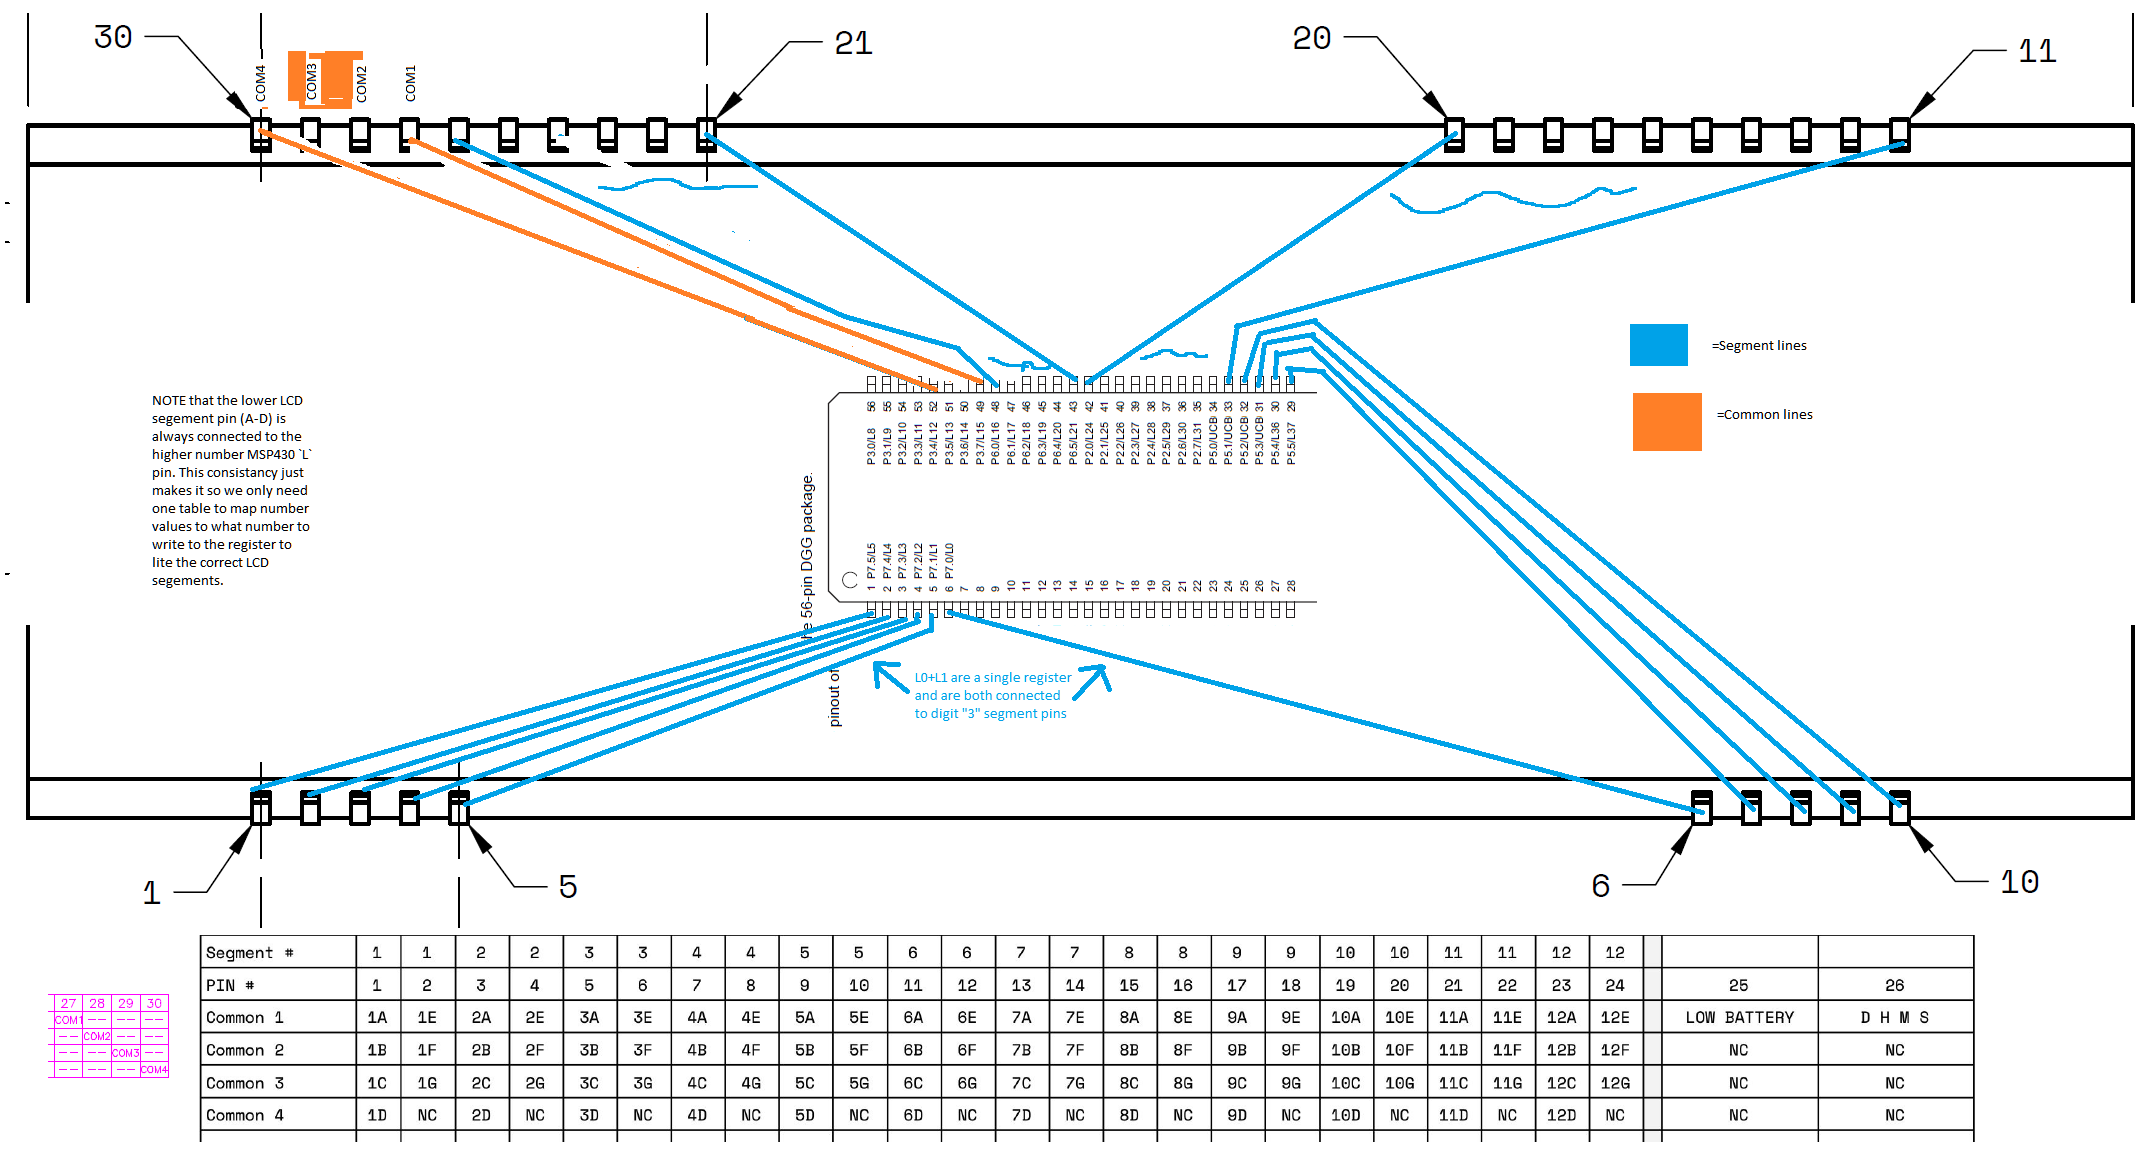 30
COM4
COM3
COM2
COM1
21
20
11
=Segment lines
=Common lines
NOTE that the lower LCD
segement pin (A-D) is
always connected to the
higher number MSP430 `L`
pin. This consistancy just
makes it so we only need
one table to map number
values to what number to
write to the register to
lite the correct LCD
segements.
56 55 54 53 52 51 50 49 48 47 46 45 44 43 42 41 40 39 38 37 36 35 34 33 32 31 30 29
P3.0/L8
P3.1/L9
P3.2/L10
P3.3/L11
P3.4/L12
P3.5/L13
P3.6/L14
P3.7/L15
P6.0/L16
P6.1/L17
P6.2/L18
P6.3/L19
P6.4/L20
P6.5/L21
P2.0/L24
P2.1/L25
P2.2/L26
P2.3/L27
P2.4/L28
P2.5/L29
P2.6/L30
P2.7/L31
P5.0/UCB
P5.1/UCB
P5.2/UCB
P5.3/UCB
P5.4/L36
P5.5/L37
he 56-pin DGG package.
pinout of
P7.5/L5
P7.4/L4
P7.3/L3
P7.2/L2
P7.1/L1
P7.0/L0
1 2 3 4 5 6 7 8 9 10 11 12 13 14 15 16 17 18 19 20 21 22 23 24 25 26 27 28
L0+L1 are a single register
and are both connected
to digit "3" segment pins
1
5
6
10
Segment # 1 1 2 2 3 3 4 4 5 5 6 6 7 7 8 8 9 9 10 10 11 11 12 12
PIN # 1 2 3 4 5 6 7 8 9 10 11 12 13 14 15 16 17 18 19 20 21 22 23 24 25 26
Common 1 1A 1E 2A 2E 3A 3E 4A 4E 5A 5E 6A 6E 7A 7E 8A 8E 9A 9E 10A 10E 11A 11E 12A 12E LOW BATTERY D H M S
Common 2 1B 1F 2B 2F 3B 3F 4B 4F 5B 5F 6B 6F 7B 7F 8B 8F 9B 9F 10B 10F 11B 11F 12B 12F NC NC
Common 3 1C 1G 2C 2G 3C 3G 4C 4G 5C 5G 6C 6G 7C 7G 8C 8G 9C 9G 10C 10G 11C 11G 12C 12G NC NC
Common 4 1D NC 2D NC 3D NC 4D NC 5D NC 6D NC 7D NC 8D NC 9D NC 10D NC 11D NC 12D NC NC NC
27 28 29 30
COM1 -- -- --
-- COM2 -- --
-- -- COM3 --
-- -- -- COM4